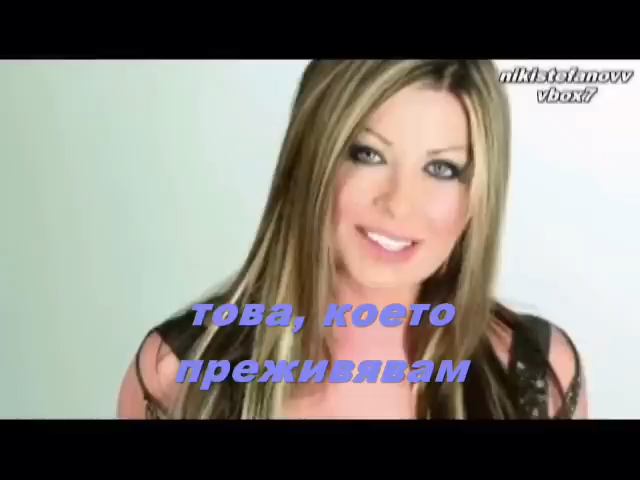 nikistefanovv
vbox7
това, което
преживявам